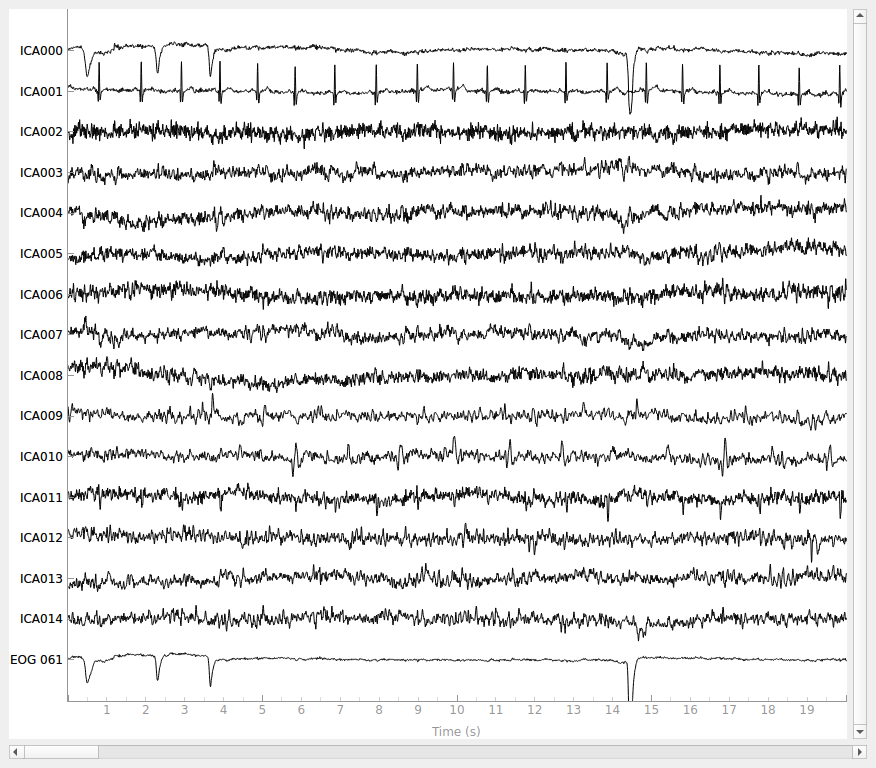 ICA000
ICA001
ICA002
ICA003
ICA004
ICA005
ICA006
ICA007
ICA008
ICA009
ICA010
ICA011
ICA012
ICA013
ICA014
EOG 061
1 2 3 4 5 6 7 8 9 10 11 12 13 14 15 16 17 18 19
Time (s)